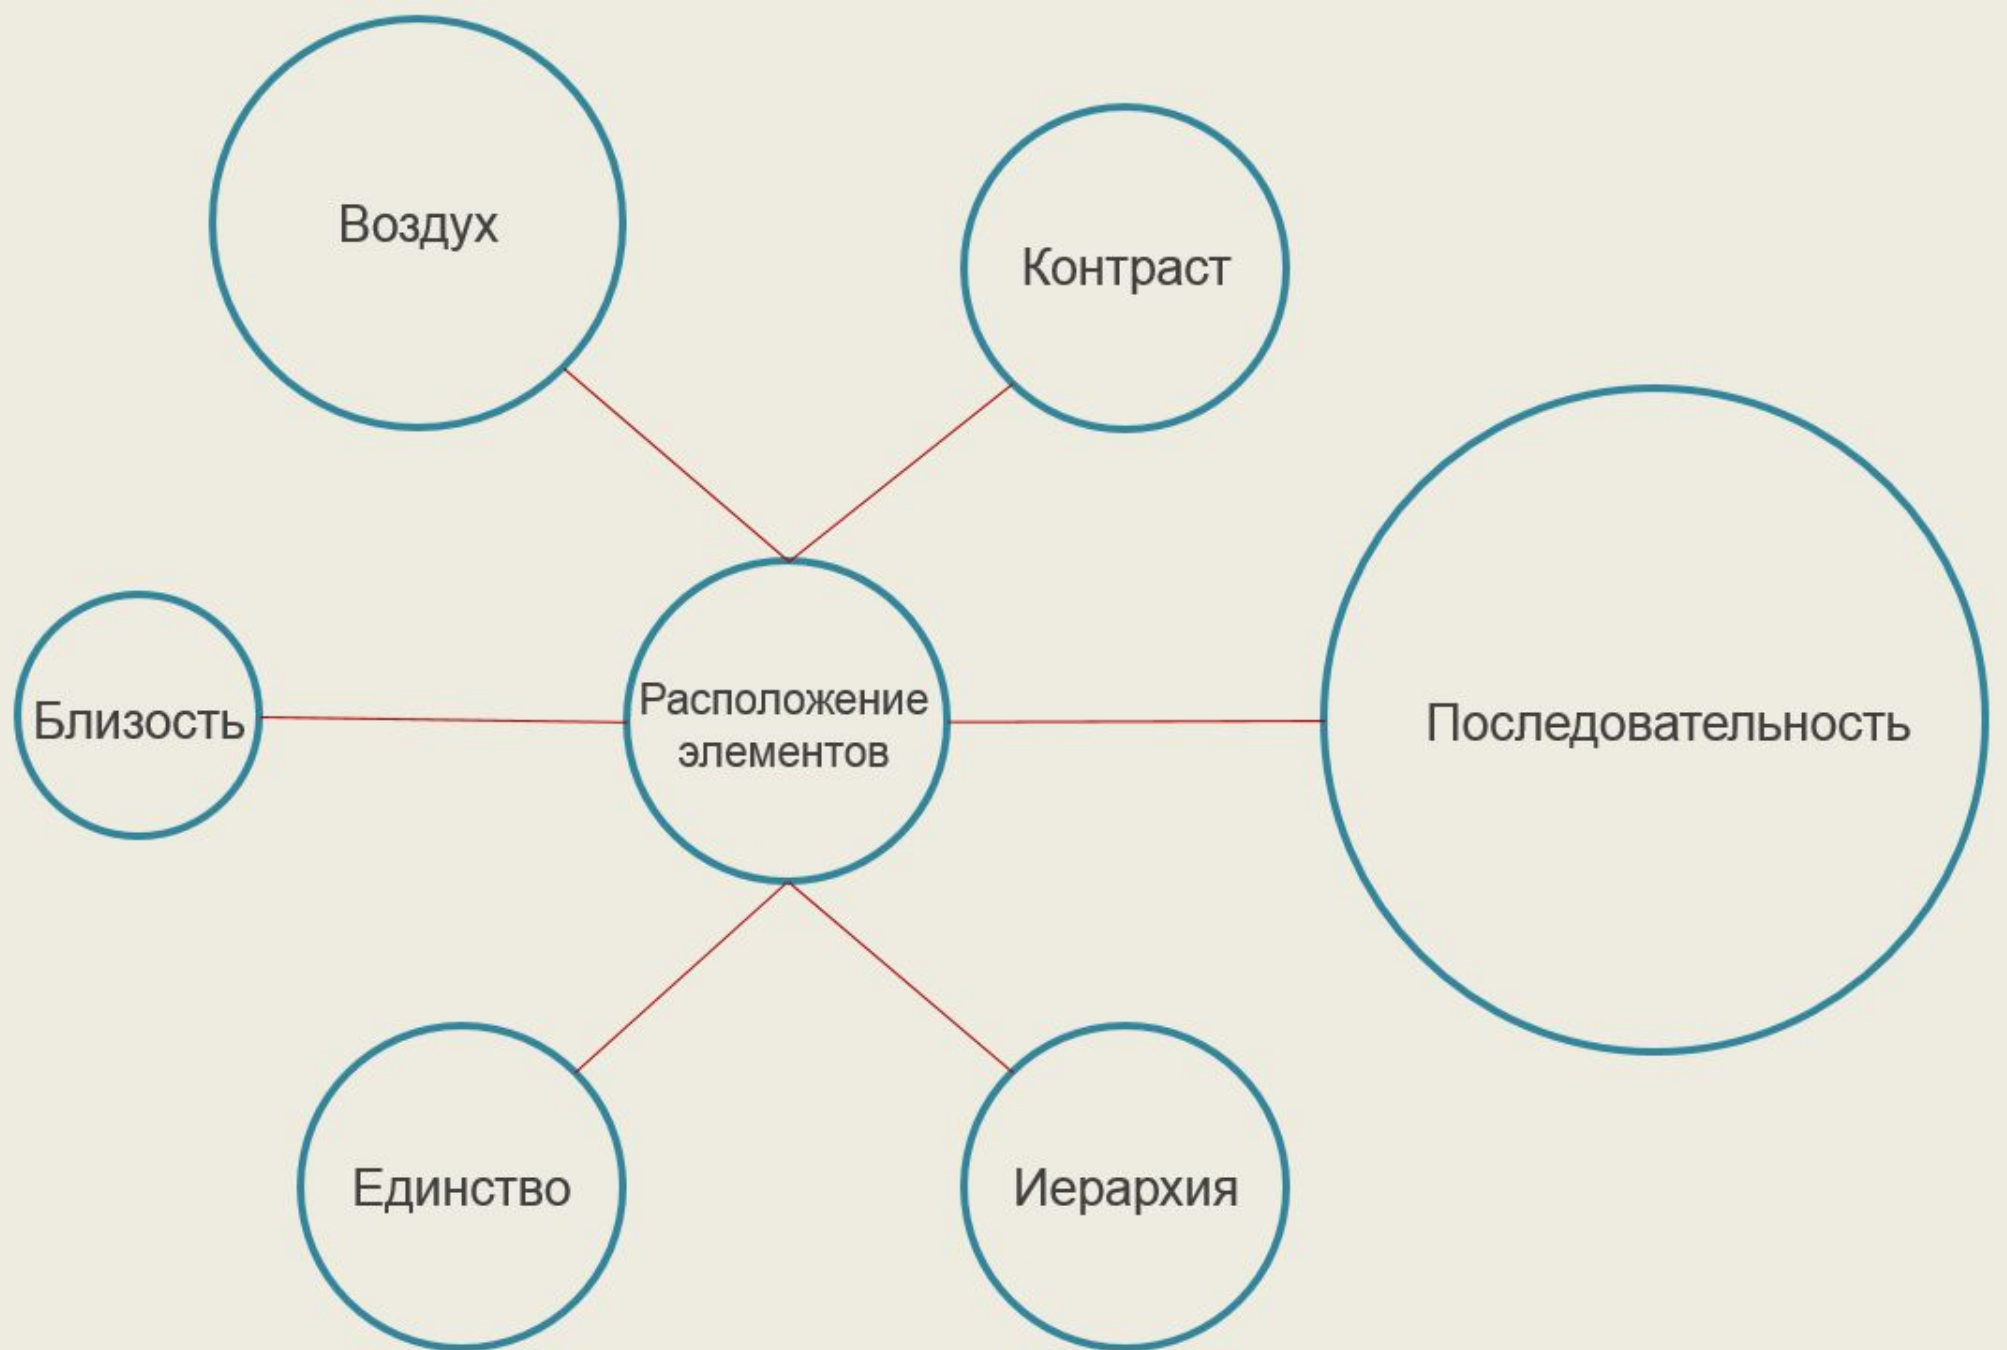 Воздух
Контраст
Близость
Расположение
элементов
Последовательность
Единство
Иерархия